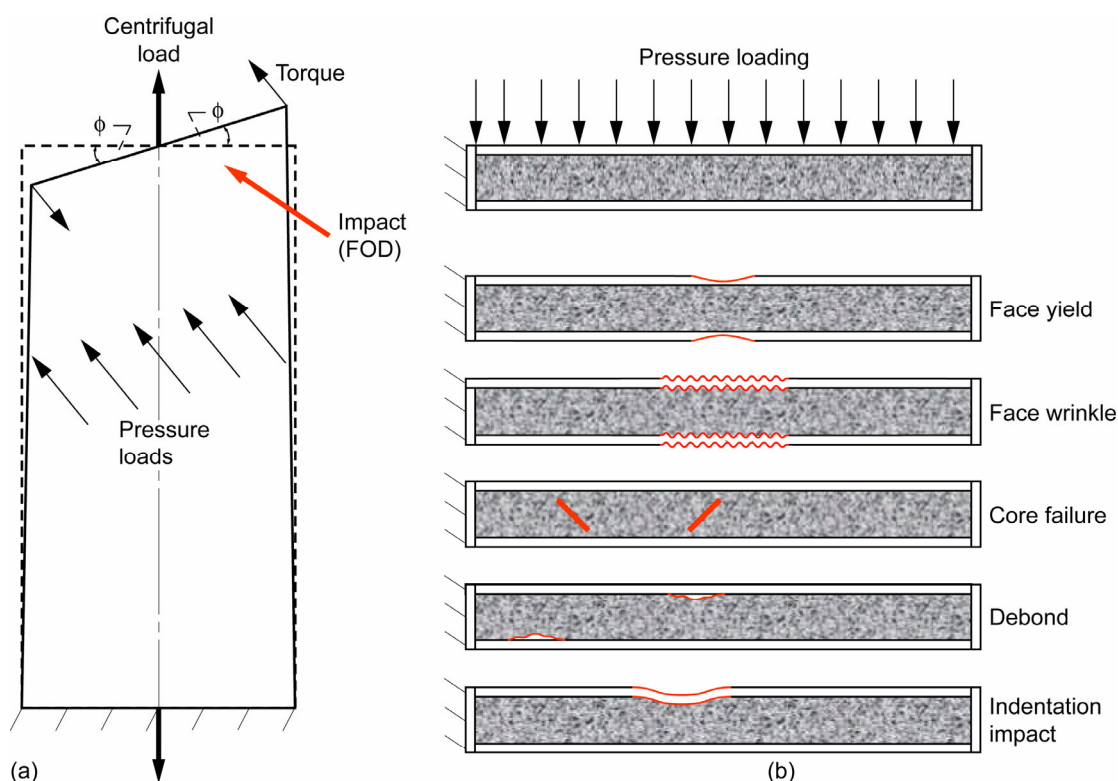 Centrifugal
load
Torque
ϕ
ϕ
Impact
(FOD)
Pressure
loads
(a)
Pressure loading
Face yield
Face wrinkle
Core failure
Debond
Indentation
impact
(b)